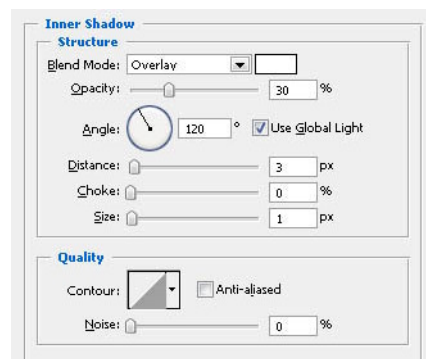 Inner Shadow
Structure
Blend Mode: Overlay
Opacity: 30 %
Angle: 120 ° Use Global Light
Distance: 3 px
Choke: 0 %
Size: 1 px
Quality
Contour: Anti-aliased
Noise: 0 %